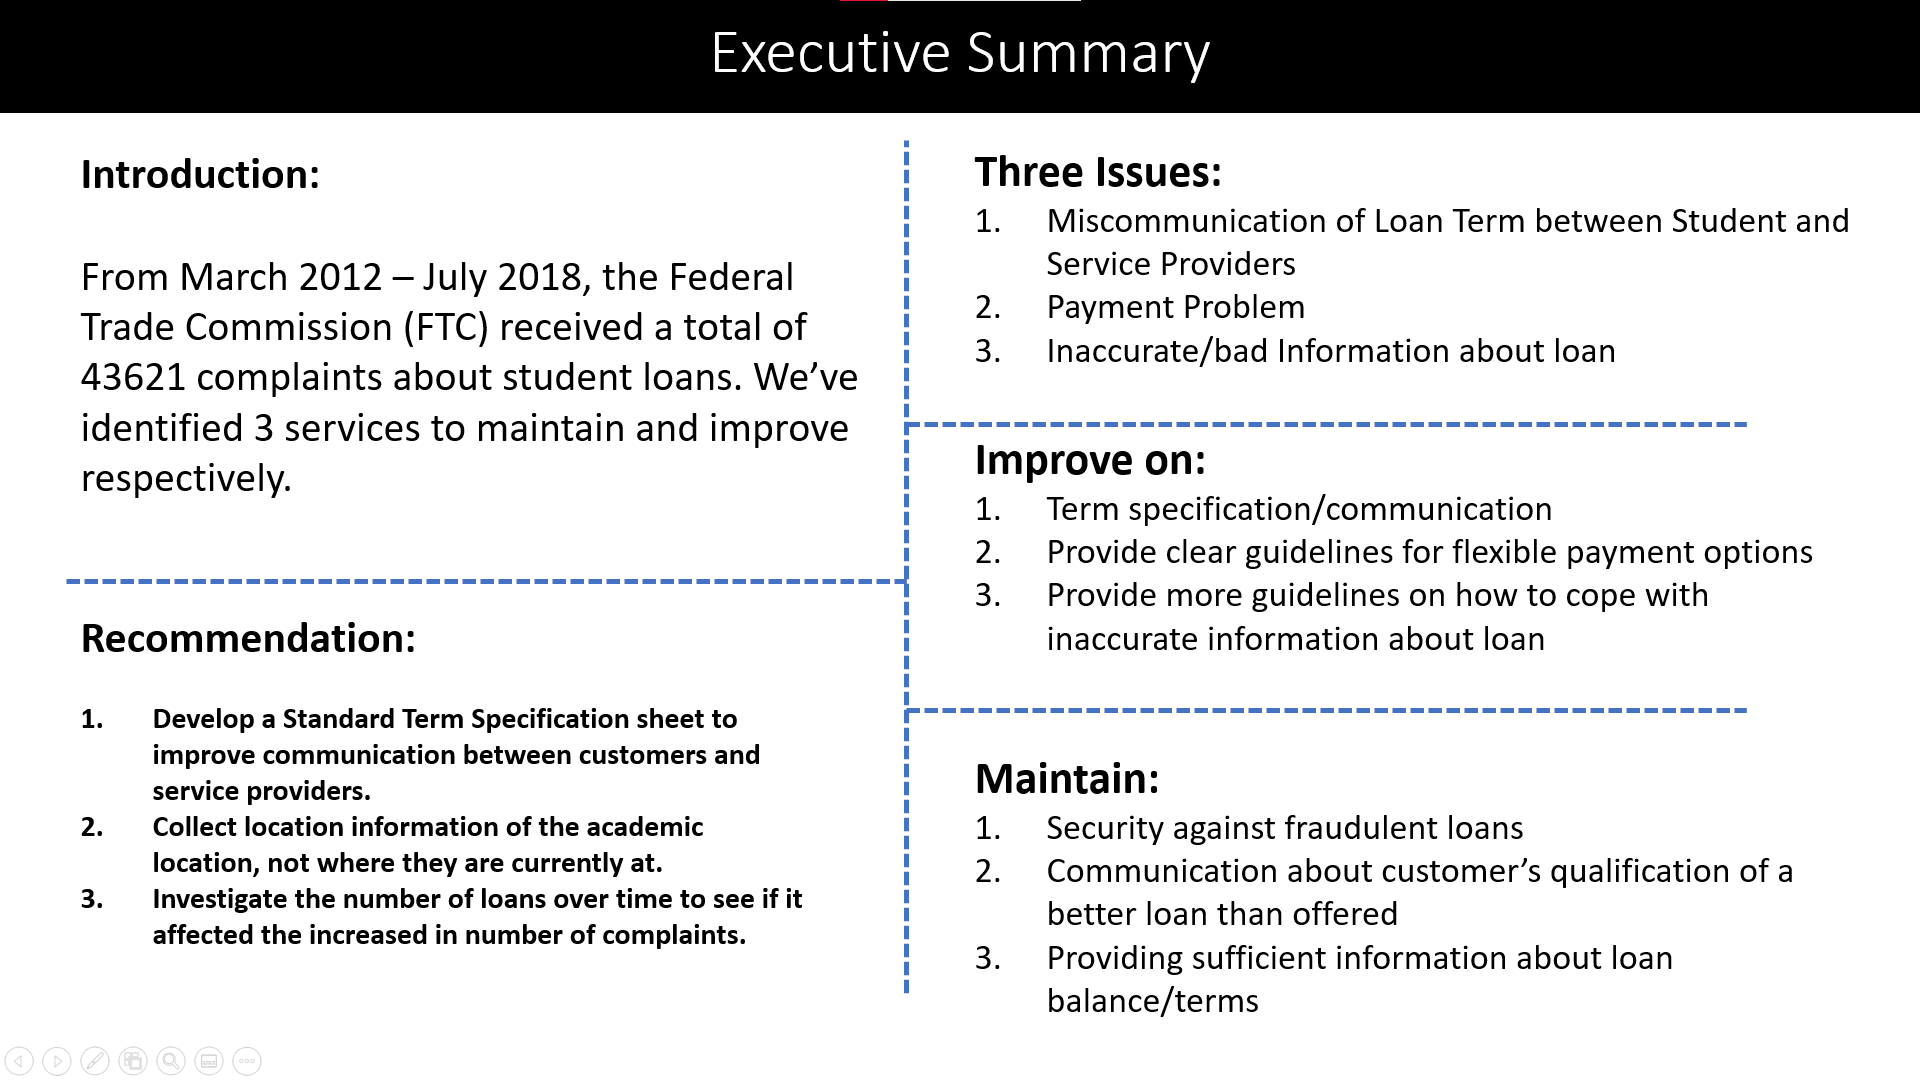 Executive Summary
Introduction:
From March 2012 – July 2018, the Federal
Trade Commission (FTC) received a total of
43621 complaints about student loans. We’ve
identified 3 services to maintain and improve
respectively.
Recommendation:
1. Develop a Standard Term Specification sheet to
improve communication between customers and
service providers.
2. Collect location information of the academic
location, not where they are currently at.
3. Investigate the number of loans over time to see if it
affected the increased in number of complaints.
Three Issues:
1. Miscommunication of Loan Term between Student and
Service Providers
2. Payment Problem
3. Inaccurate/bad Information about loan
Improve on:
1. Term specification/communication
2. Provide clear guidelines for flexible payment options
3. Provide more guidelines on how to cope with
inaccurate information about loan
Maintain:
1. Security against fraudulent loans
2. Communication about customer’s qualification of a
better loan than offered
3. Providing sufficient information about loan
balance/terms